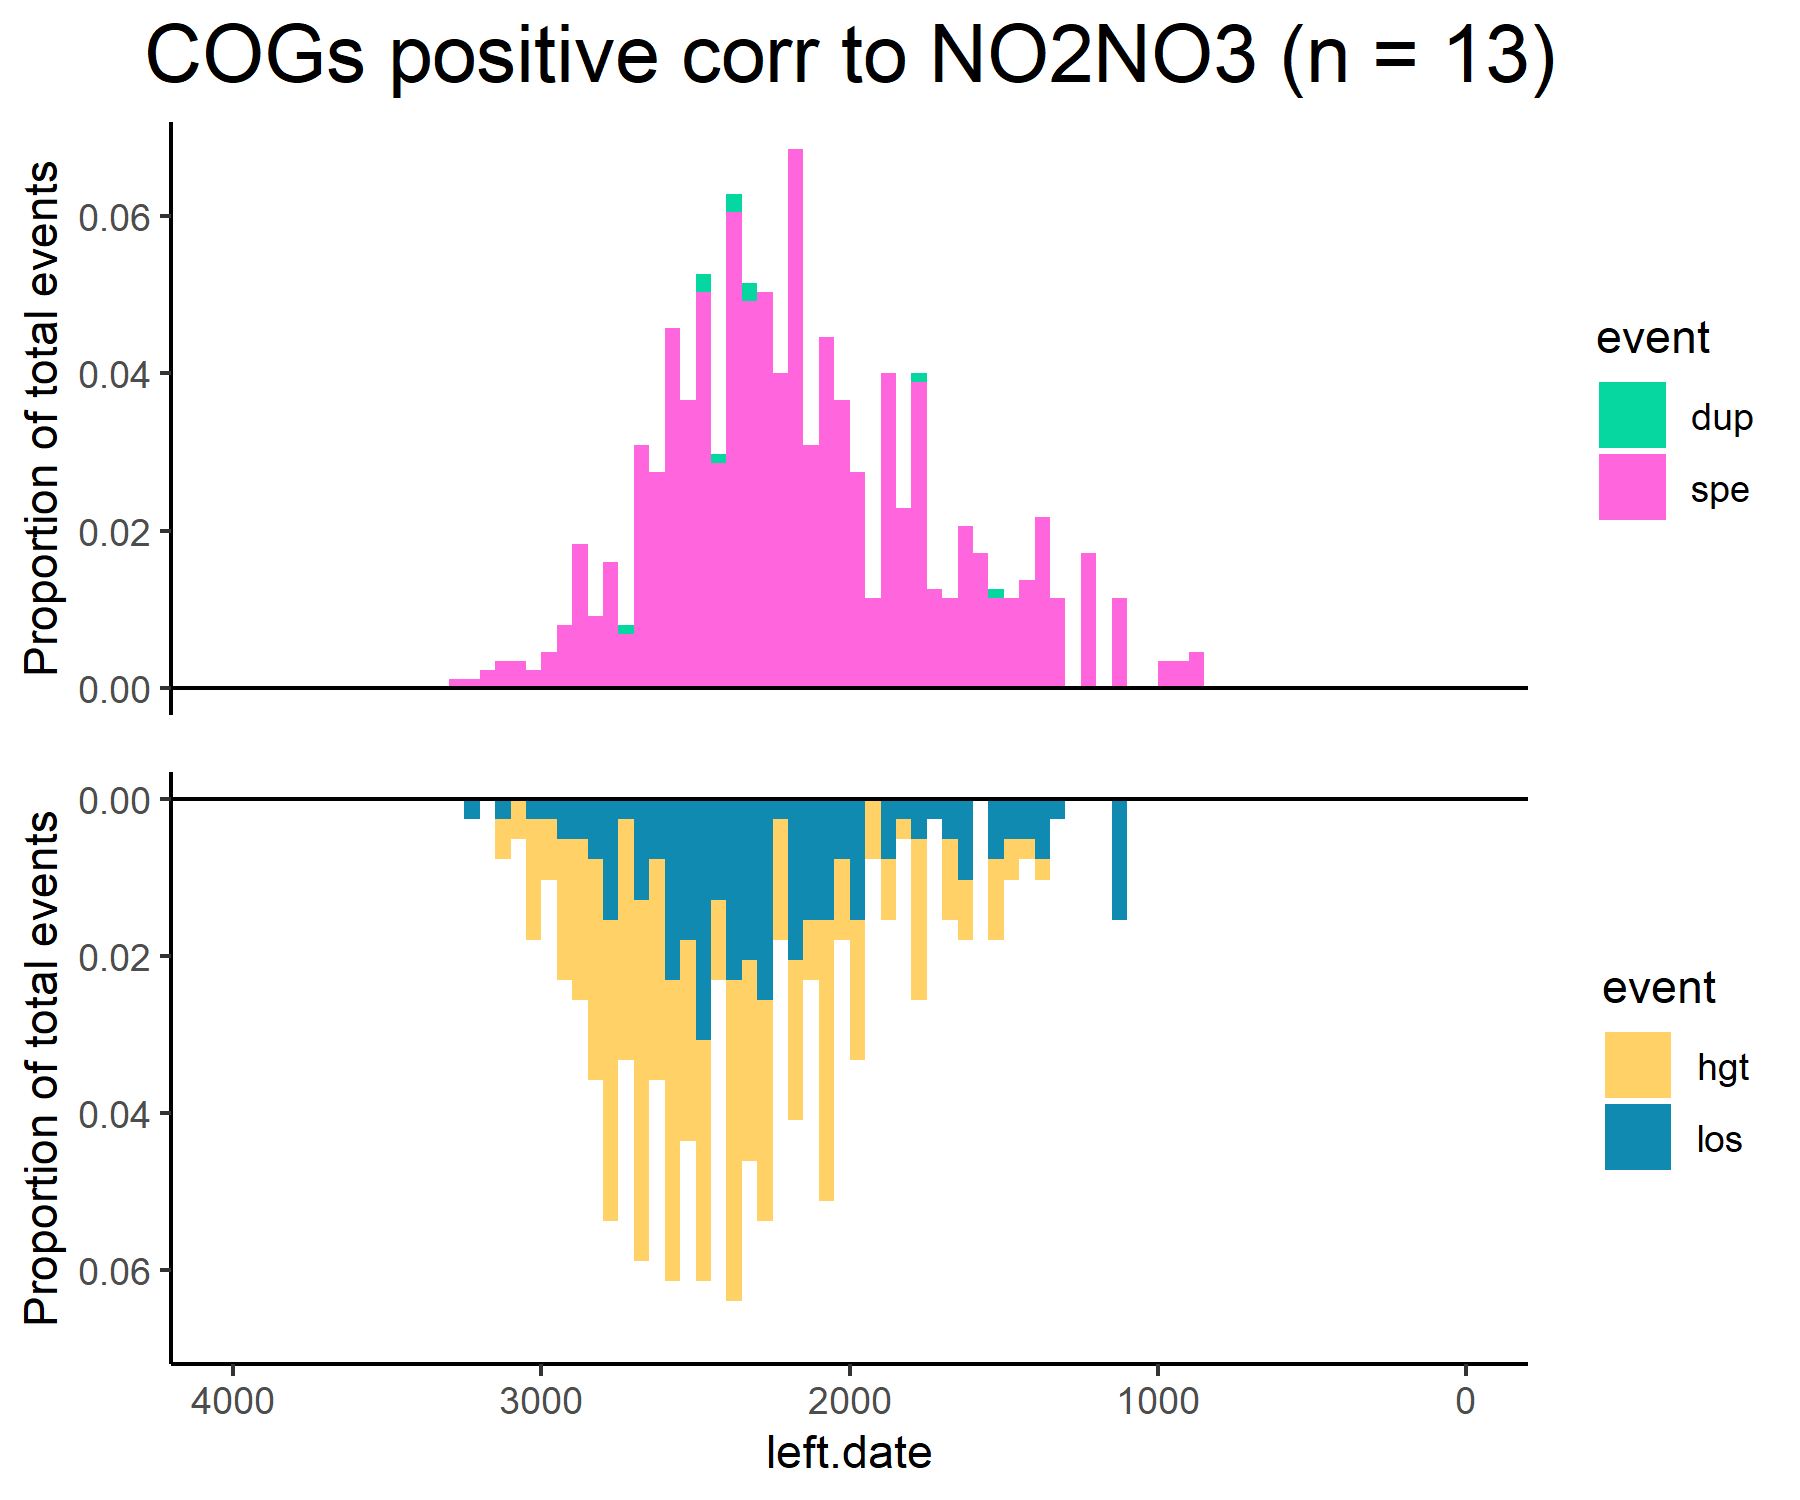 COGs positive corr to NO2NO3 (n = 13)
Proportion of total events
0.06
0.04
0.02
0.00
event
dup
spe
Proportion of total events
0.00
0.02
0.04
0.06
event
hgt
los
4000 3000 2000 1000 0
left.date